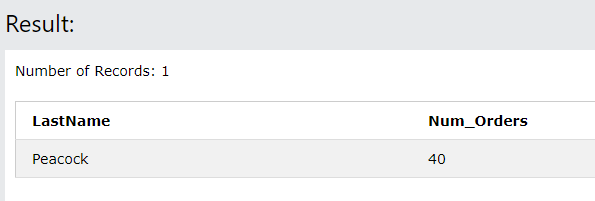 Result:
Number of Records: 1
LastName Num_Orders
Peacock 40